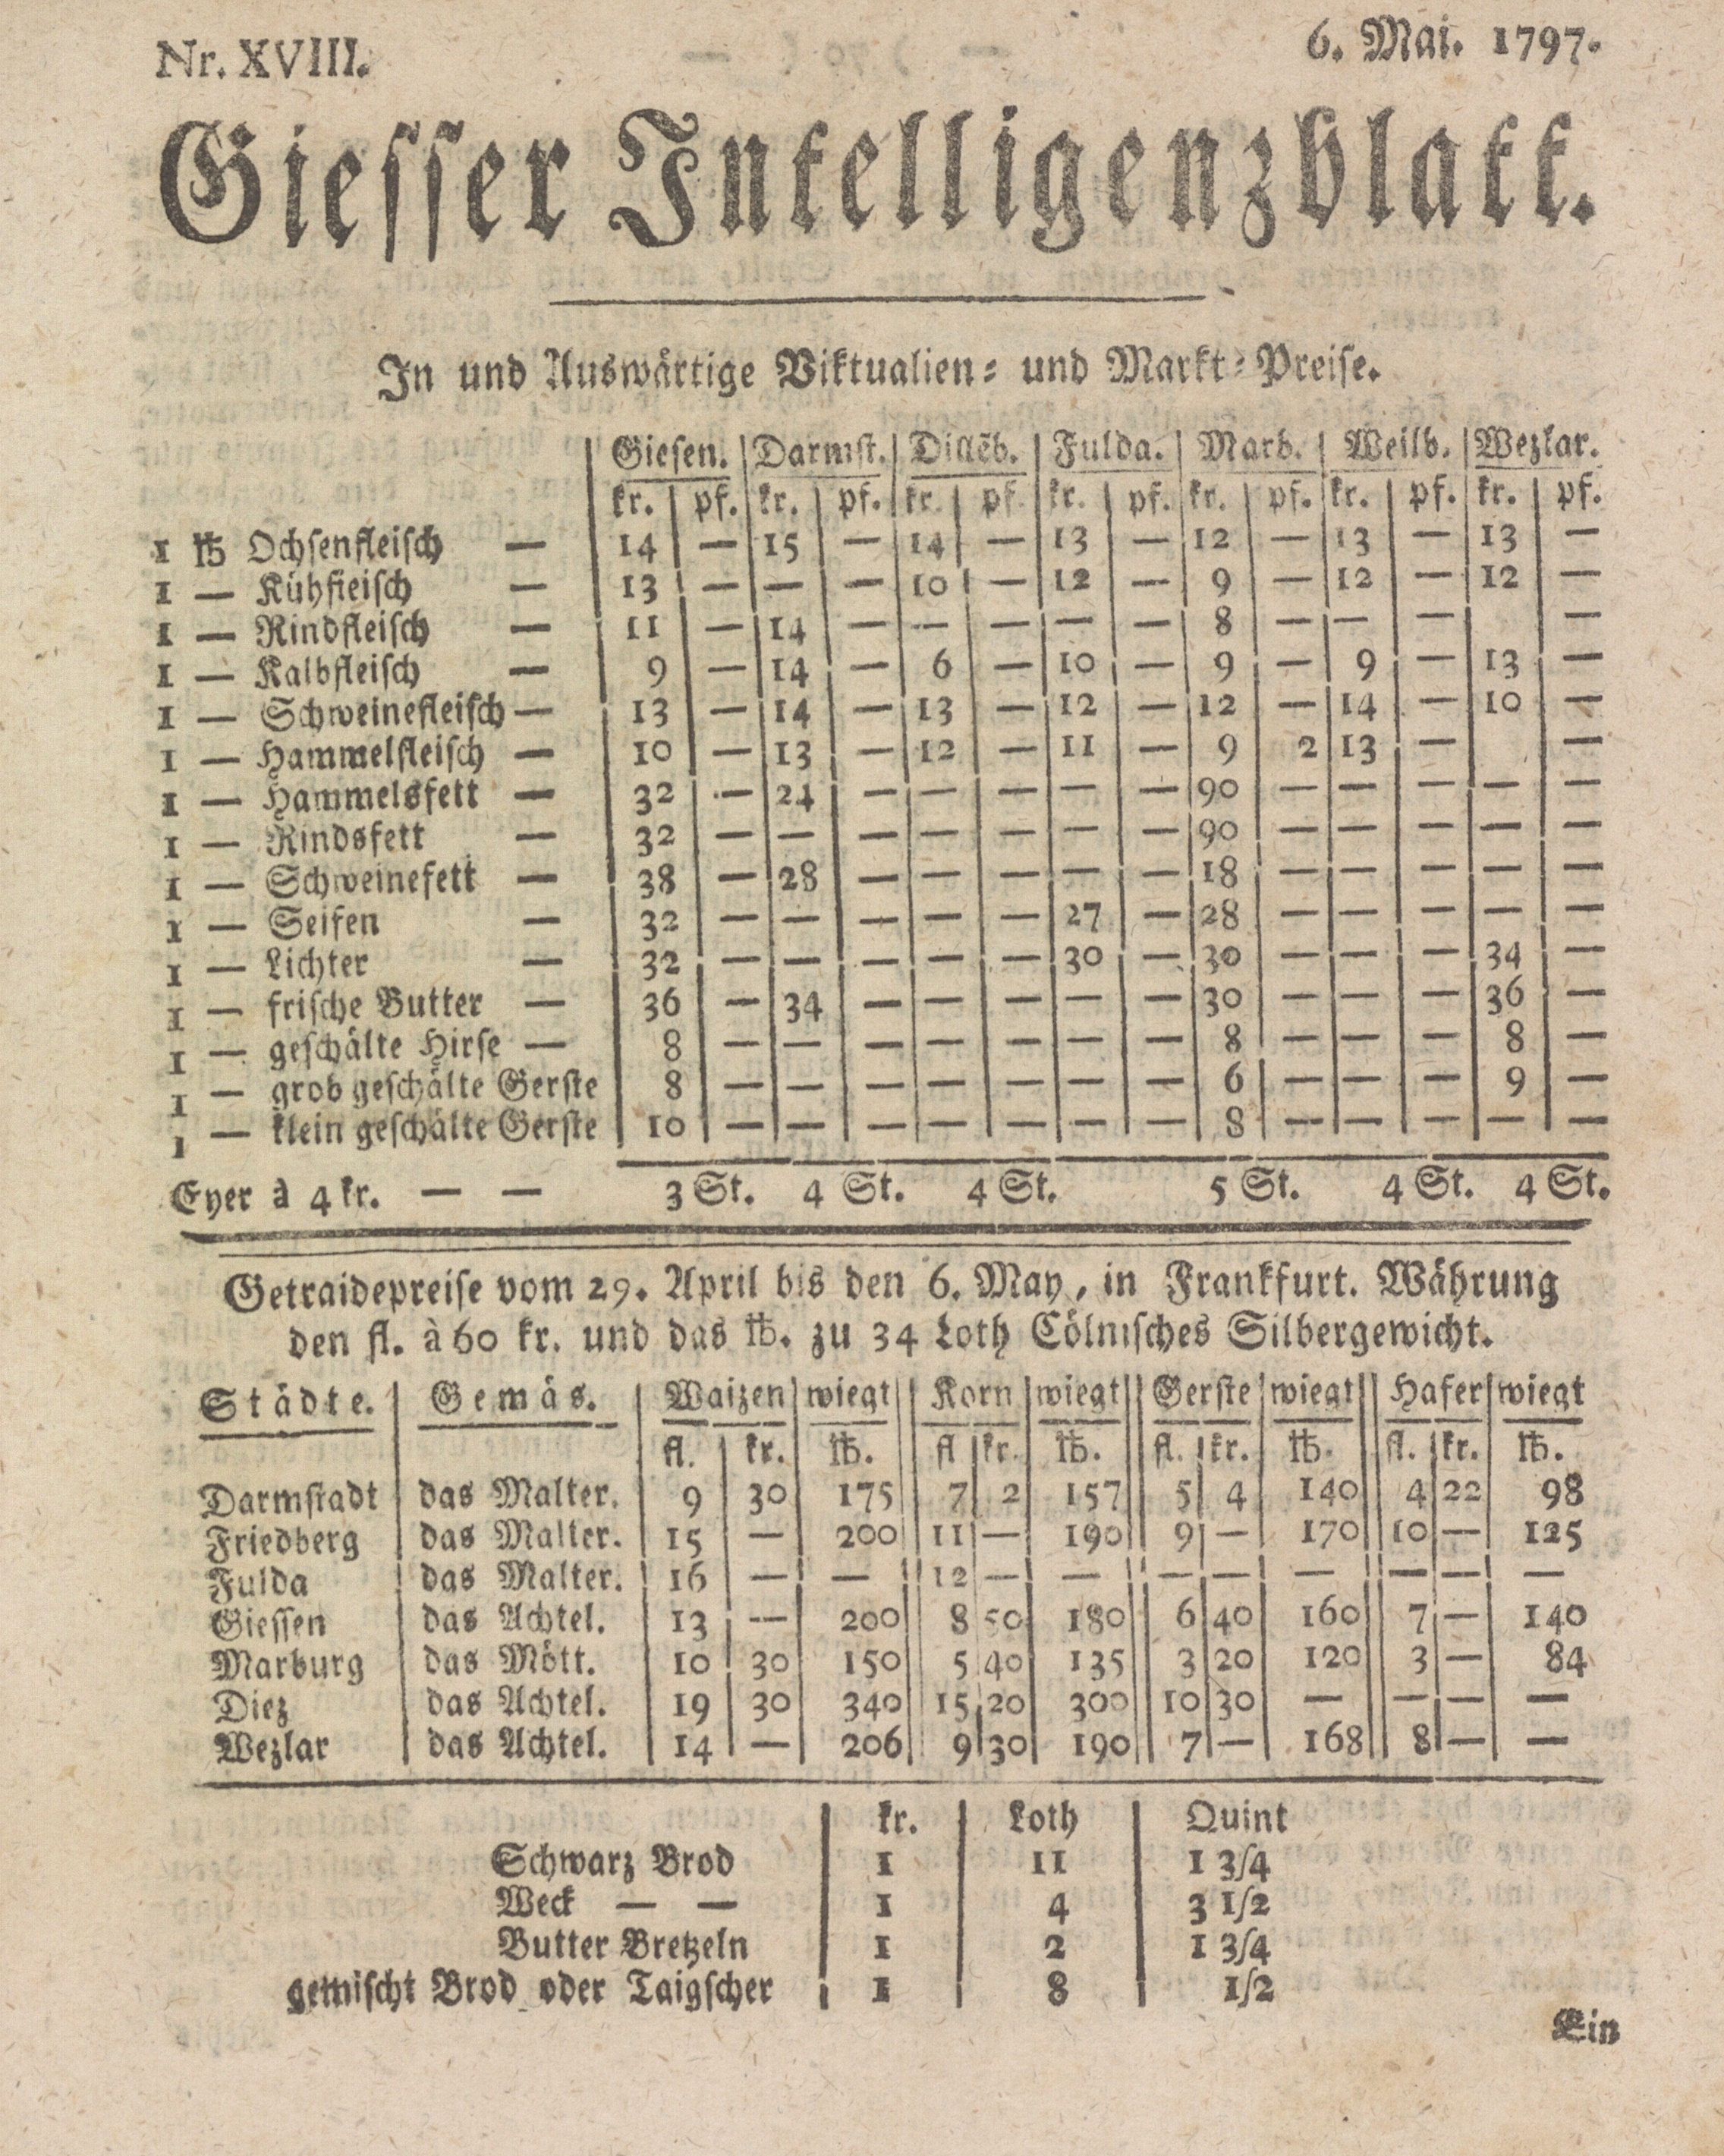 Nr. XVIII. 6. Mai. 1797.
Giesser Intelligenzblatt.
In und Auswärtige Viktualien- und Markt-Preise.
Giesen. Darmst. Dillēb. Fulda. Marb. Weilb. Wezlar.
kr. pf. kr. pf. kr. pf. kr. pf. kr. pf. kr. pf. kr. pf.
1 ℔ Ochsenfleisch — 14 — 15 — 14 — 13 — 12 — 13 — 13 —
1 — Kühfleisch — 13 — — — 10 — 12 — 9 — 12 — 12 —
1 — Rindfleisch — 11 — 14 — — — — — 8 — — — —
1 — Kalbfleisch — 9 — 14 — 6 — 10 — 9 — 9 — 13 —
1 — Schweinefleisch — 13 — 14 — 13 — 12 — 12 — 14 — 10 —
1 — Hammelfleisch — 10 — 13 — 12 — 11 — 9 2 13 — —
1 — Hammelsfett — 32 — 24 — — — — — 90 — — — — —
1 — Rindsfett — 32 — — — — — — — 90 — — — — —
1 — Schweinefett — 38 — 28 — — — — — 18 — — — — —
1 — Seifen — 32 — — — — — 27 — 28 — — — — —
1 — Lichter — 32 — — — — — 30 — 30 — — — 34 —
1 — frische Butter — 36 — 34 — — — — — 30 — — — 36 —
1 — geschälte Hirse — 8 — — — — — — — 8 — — — 8 —
1 — grob geschälte Gerste 8 — — — — — — — 6 — — — 9 —
1 — klein geschälte Gerste 10 — — — — — — — 8 — — — — —
Eyer à 4 kr. — — 3 St. 4 St. 4 St. 5 St. 4 St. 4 St.
Getraidepreise vom 29. April bis den 6. May, in Frankfurt. Währung
den fl. à 60 kr. und das ℔. zu 34 Loth Cölnisches Silbergewicht.
Städte. Gemäs. Waizen wiegt Korn wiegt Gerste wiegt Hafer wiegt
fl. kr. ℔. fl kr. ℔. fl. kr. ℔. fl. kr. ℔.
Darmstadt das Malter. 9 30 175 7 2 157 5 4 140 4 22 98
Friedberg das Malter. 15 — 200 11 — 190 9 — 170 10 — 125
Fulda das Malter. 16 — — 12 — — — — — — — —
Giessen das Achtel. 13 — 200 8 50 180 6 40 160 7 — 140
Marburg das Mött. 10 30 150 5 40 135 3 20 120 3 — 84
Diez das Achtel. 19 30 340 15 20 300 10 30 — — — —
Wezlar das Achtel. 14 — 206 9 30 190 7 — 168 8 — —
kr. Loth Quint
Schwarz Brod 1 11 1 3/4
Weck — — 1 4 3 1/2
Butter Bretzeln 1 2 1 3/4
gemischt Brod oder Taigscher 1 8 1/2
Ein